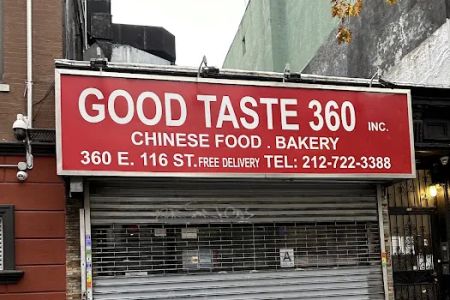 GOOD TASTE 360 INC.
CHINESE FOOD . BAKERY
360 E. 116 ST. FREE DELIVERY TEL: 212-722-3388
A